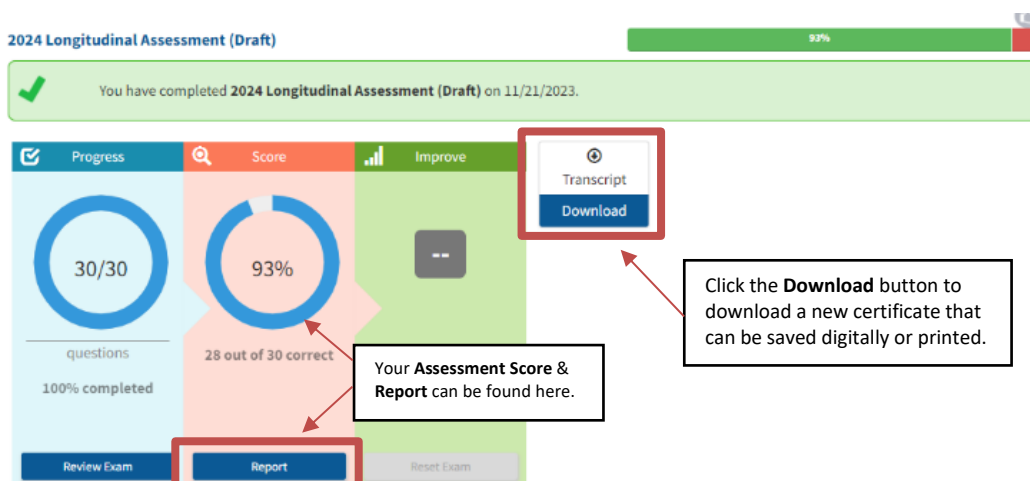 2024 Longitudinal Assessment (Draft)
93%
You have completed 2024 Longitudinal Assessment (Draft) on 11/21/2023.
Progress
Score
Improve
Transcript
Download
30/30
93%
--
Click the Download button to
download a new certificate that
can be saved digitally or printed.
questions
28 out of 30 correct
100% completed
Your Assessment Score &
Report can be found here.
Review Exam
Report
Reset Exam